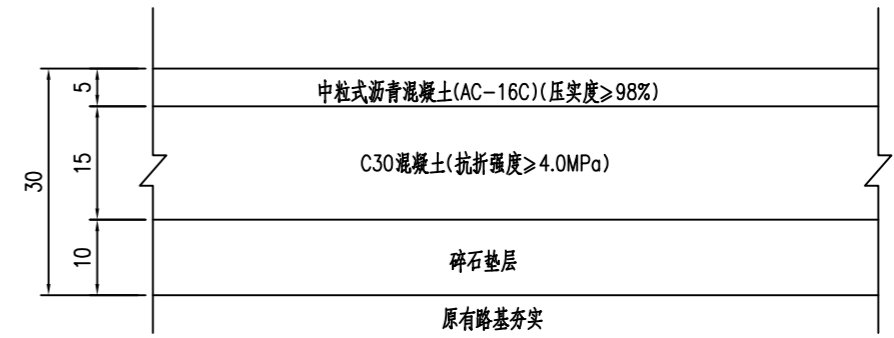 5
中粒式沥青混凝土(AC-16C)(压实度≥98%)
30
15
C30混凝土(抗折强度≥4.0MPa)
10
碎石垫层
原有路基夯实